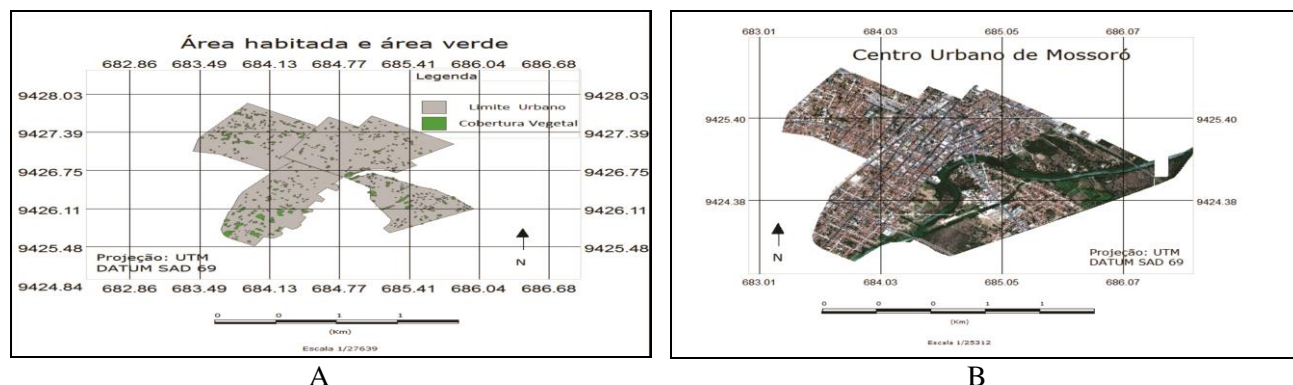 Área habitada e área verde
682.86 683.49 684.13 684.77 685.41 686.04 686.68
Legenda
Limite Urbano
Cobertura Vegetal
9428.03 9428.03
9427.39 9427.39
9426.75 9426.75
9426.11 9426.11
9425.48 9425.48
N
Projeção: UTM
DATUM SAD 69
9424.84
682.86 683.49 684.13 684.77 685.41 686.04 686.68
0 0 1 1
(Km)
Escala 1/27639
A
683.01 684.03 685.05 686.07
Centro Urbano de Mossoró
9425.40 9425.40
9424.38 9424.38
N
Projeção: UTM
DATUM SAD 69
683.01 684.03 685.05 686.07
0 0 0 1 1
(Km)
Escala 1/25312
B